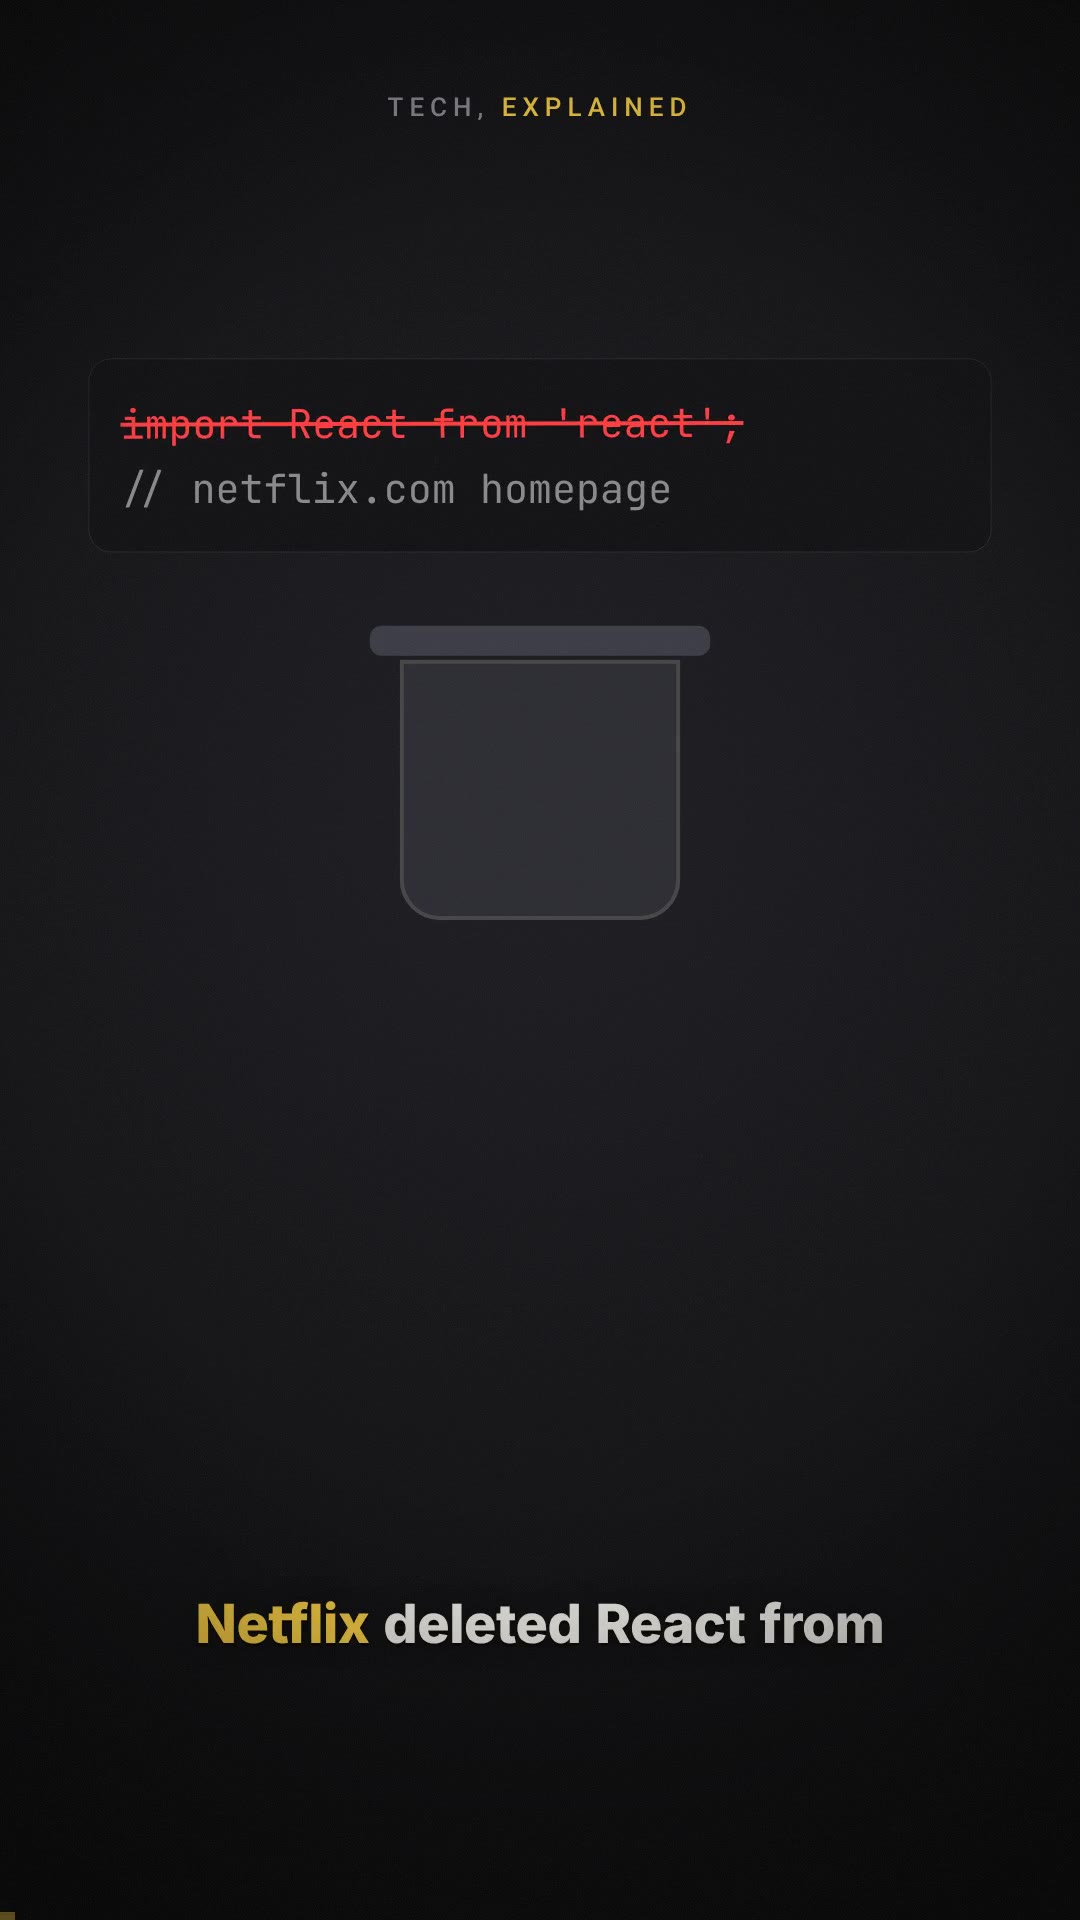 TECH, EXPLAINED
import React from 'react';
// netflix.com homepage
Netflix deleted React from